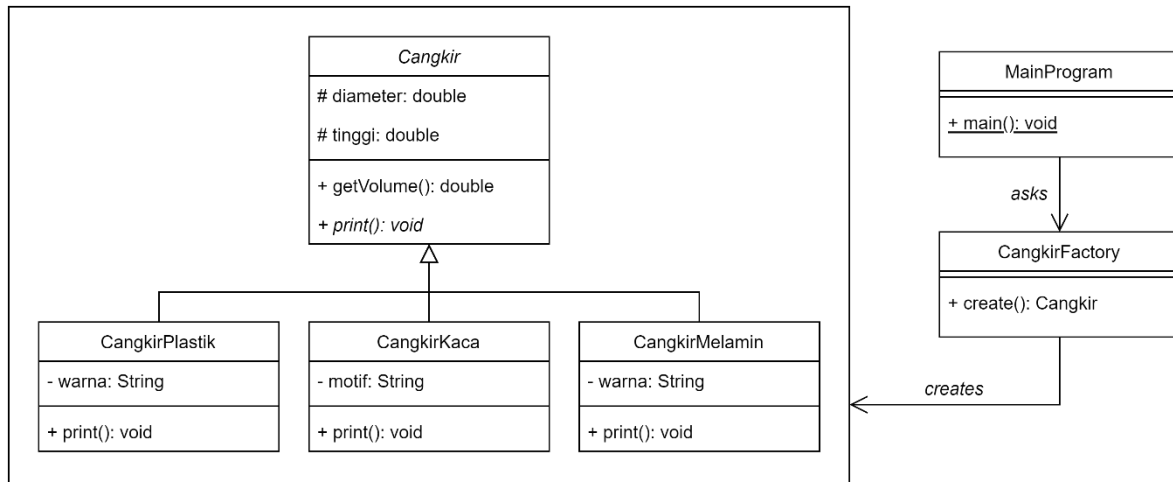 Cangkir
# diameter: double
# tinggi: double
+ getVolume(): double
+ print(): void
CangkirPlastik
- warna: String
+ print(): void
CangkirKaca
- motif: String
+ print(): void
CangkirMelamin
- warna: String
+ print(): void
MainProgram
+ main(): void
asks
CangkirFactory
+ create(): Cangkir
creates